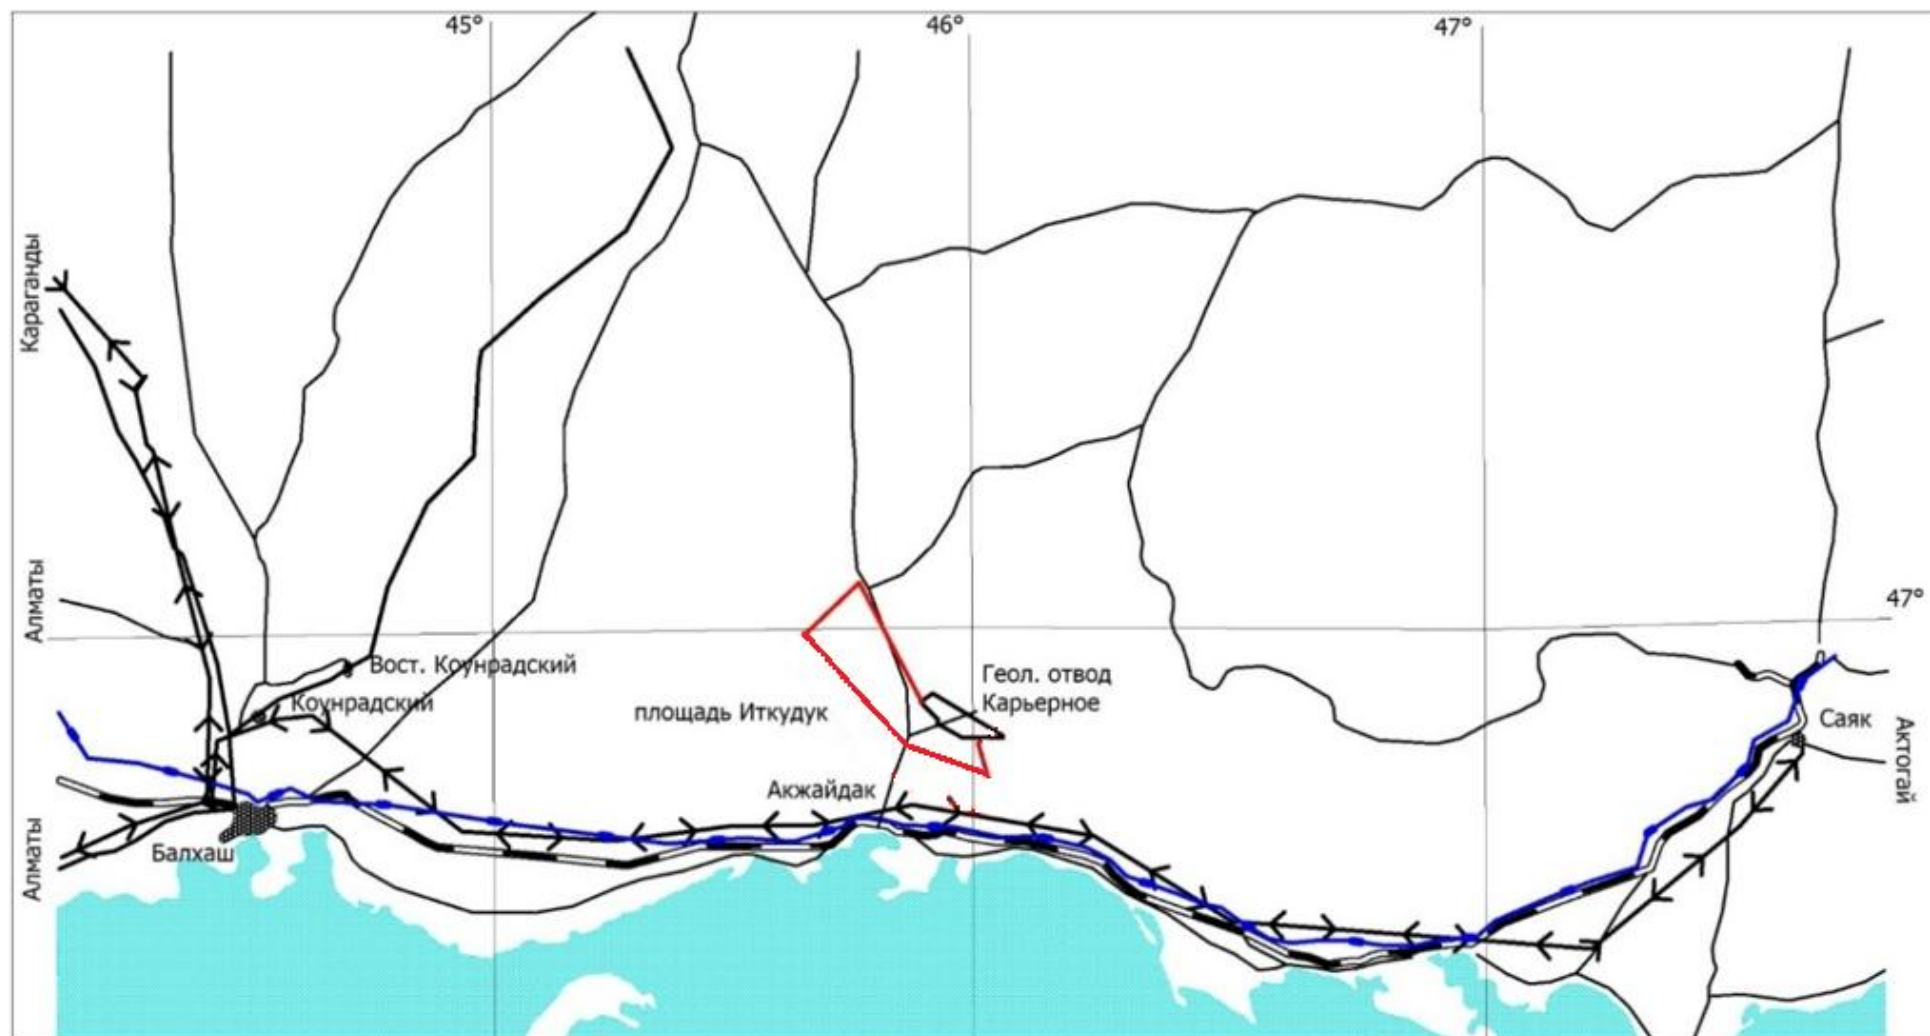 45°
46°
47°
Караганды
Алматы
47°
Вост. Коунрадский
Коунрадский
Геол. отвод
Карьерное
площадь Иткудук
Саяк
Актогай
Акжайдак
Балхаш
Алматы